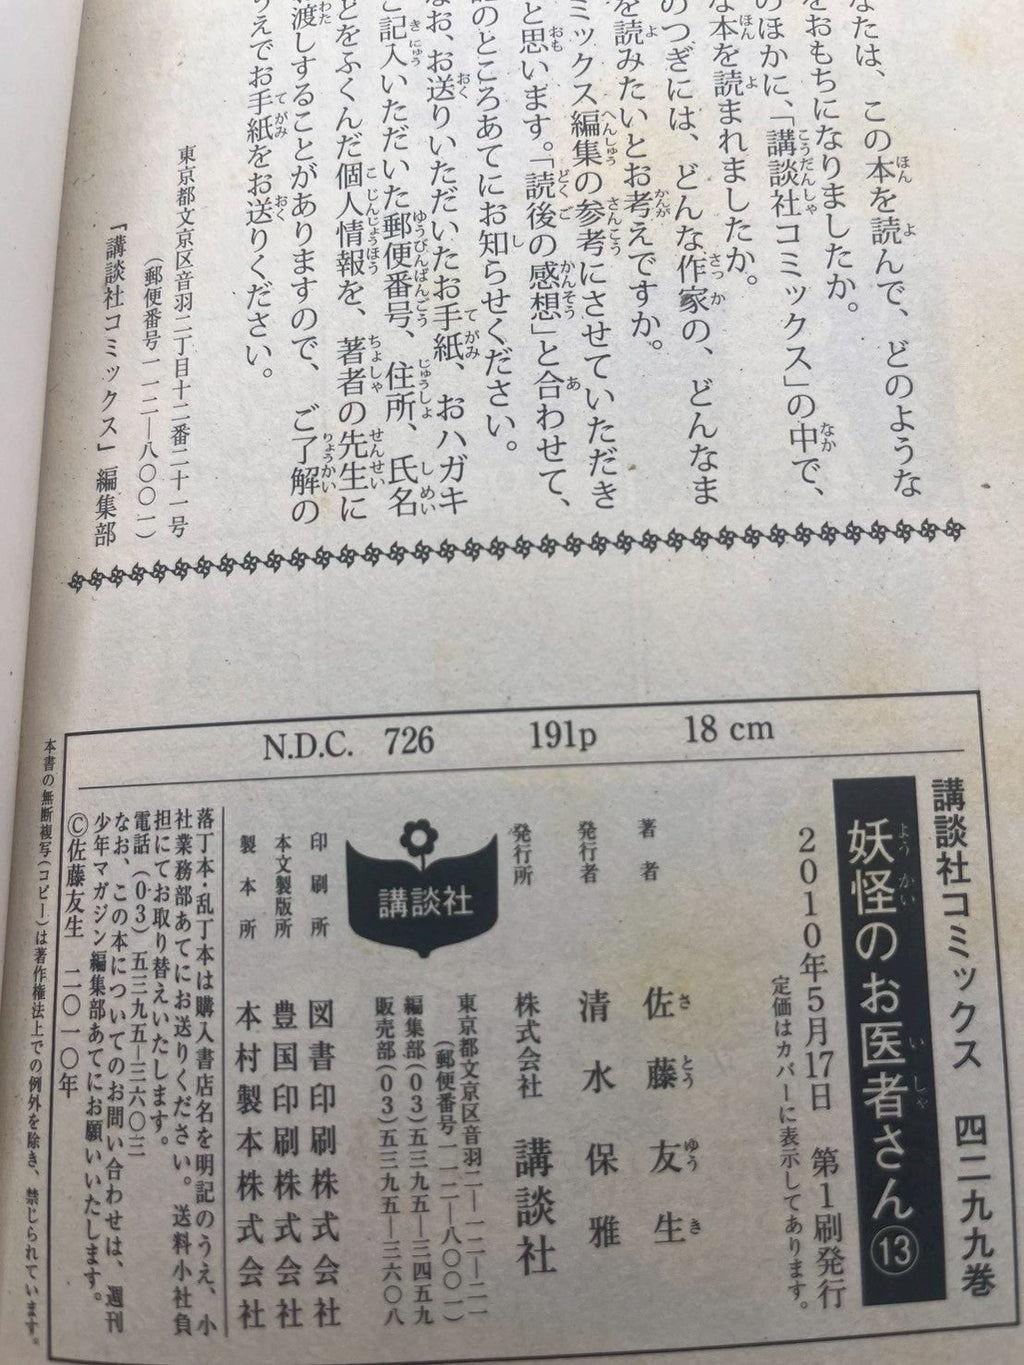 なたは、この本を読んで、どのような
をおもちになりましたか。
のほかに、「講談社コミックス」の中で、
な本を読まれましたか。
のつぎには、どんな作家の、どんなま
を読みたいとお考えですか。
ミックス編集の参考にさせていただき
と思います。「読後の感想」と合わせて、
記のところあてにお知らせください。
なお、お送りいただいたお手紙、おハガキ
ご記入いただいた郵便番号、住所、氏名
どをふくんだ個人情報を、著者の先生に
渡しすることがありますので、ご了解の
うえでお手紙をお送りください。
東京都文京区音羽二丁目十二番二十一号
(郵便番号一一二―八〇〇一)
「講談社コミックス」編集部
N.D.C. 726 191p 18 cm
講談社コミックス 四二九九巻
妖怪のお医者さん⑬
2010年5月17日 第1刷発行
定価はカバーに表示してあります。
著者 佐藤友生
発行者 清水保雅
発行所 株式会社 講談社
東京都文京区音羽二―一二―二一
(郵便番号一一二―八〇〇一)
編集部(03)五三九五―三四五九
販売部(03)五三九五―三六〇八
講談社
印刷所 図書印刷株式会社
本文製版所 豊国印刷株式会社
製本所 本村製本株式会社
落丁本・乱丁本は購入書店名を明記のうえ、小
社業務部あてにお送りください。送料小社負
担にてお取り替えいたします。
電話(03)五三九五―三六〇三
なお、この本についてのお問い合わせは、週刊
少年マガジン編集部あてにお願いいたします。
©佐藤友生 二〇一〇年
本書の無断複写(コピー)は著作権法上での例外を除き、禁じられています。